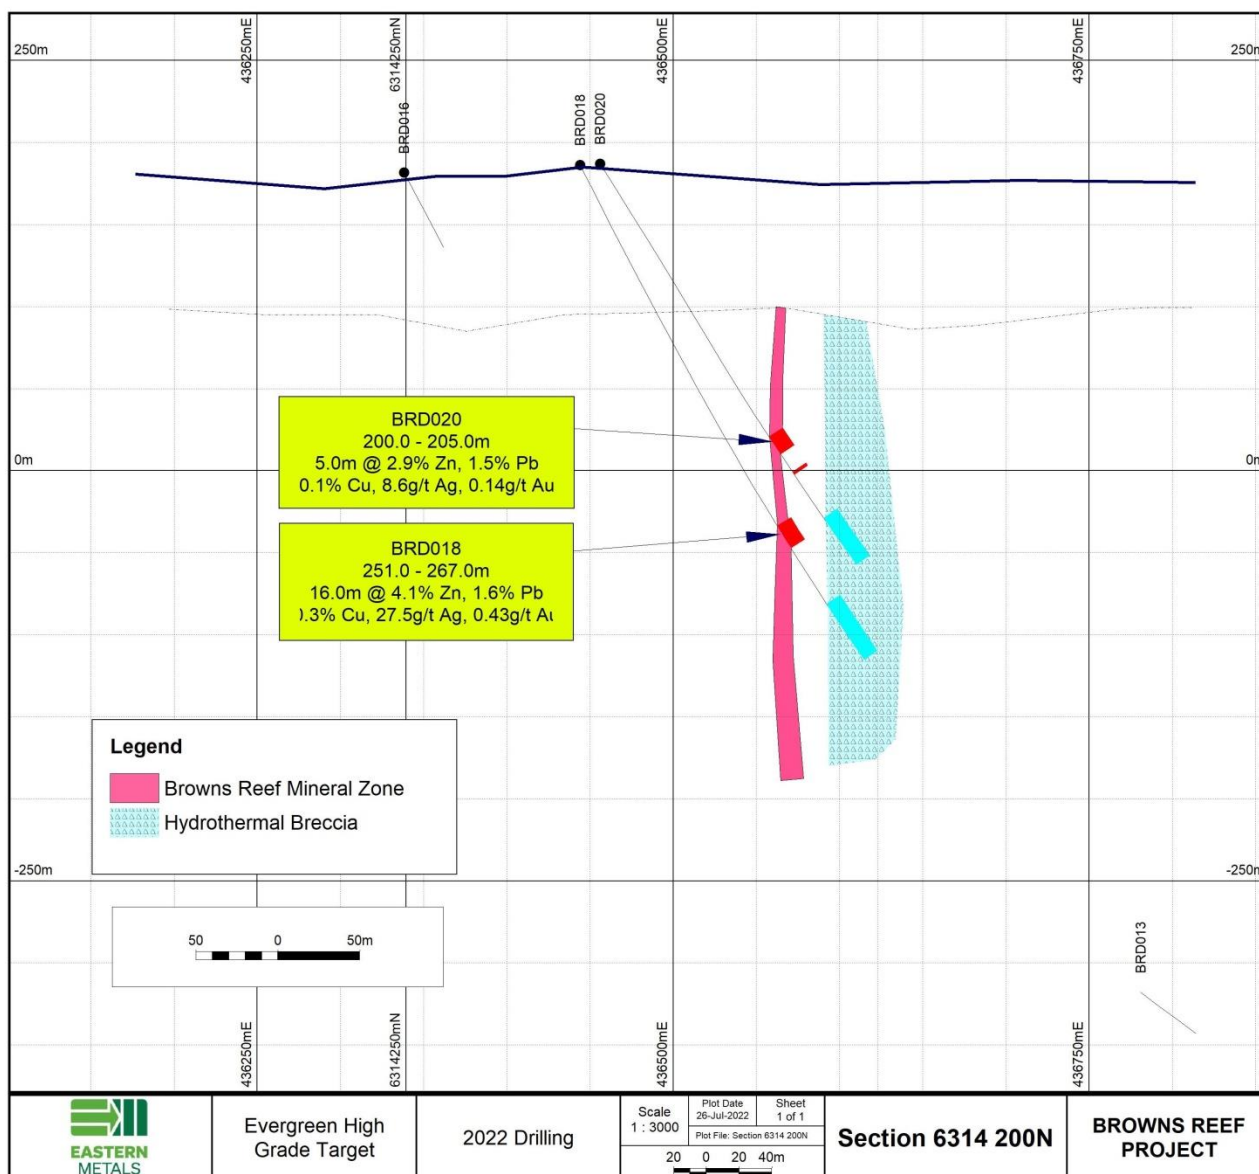 436250mE
6314250mN
436500mE
436750mE
250m
250m
BRD016
BRD018
BRD020
BRD020
200.0 - 205.0m
5.0m @ 2.9% Zn, 1.5% Pb
0.1% Cu, 8.6g/t Ag, 0.14g/t Au
0m
0m
BRD018
251.0 - 267.0m
16.0m @ 4.1% Zn, 1.6% Pb
.3% Cu, 27.5g/t Ag, 0.43g/t Au
Legend
Browns Reef Mineral Zone
Hydrothermal Breccia
-250m
-250m
50 0 50m
BRD013
436250mE
6314250mN
436500mE
436750mE
EASTERN
METALS
Evergreen High
Grade Target
2022 Drilling
Scale
1 : 3000
Plot Date
26-Jul-2022
Sheet
1 of 1
Plot File: Section 6314 200N
20 0 20 40m
Section 6314 200N
BROWNS REEF
PROJECT